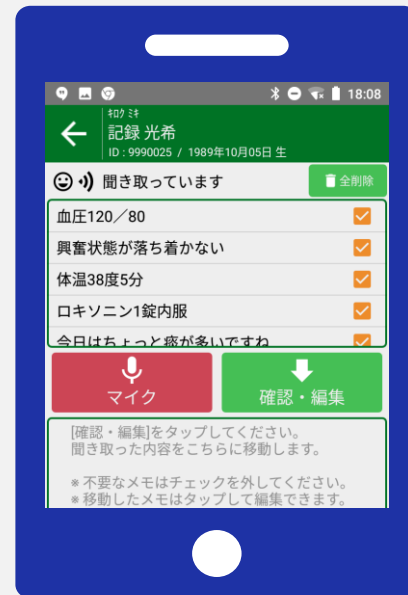 18:08
ｷﾛｸ ﾐｷ
記録 光希
ID : 9990025 / 1989年10月05日 生
聞き取っています
全削除
血圧120／80
興奮状態が落ち着かない
体温38度5分
ロキソニン1錠内服
今日はちょっと痰が多いですね
マイク
確認・編集
[確認・編集]をタップしてください。
聞き取った内容をこちらに移動します。
※ 不要なメモはチェックを外してください。
※ 移動したメモはタップして編集できます。